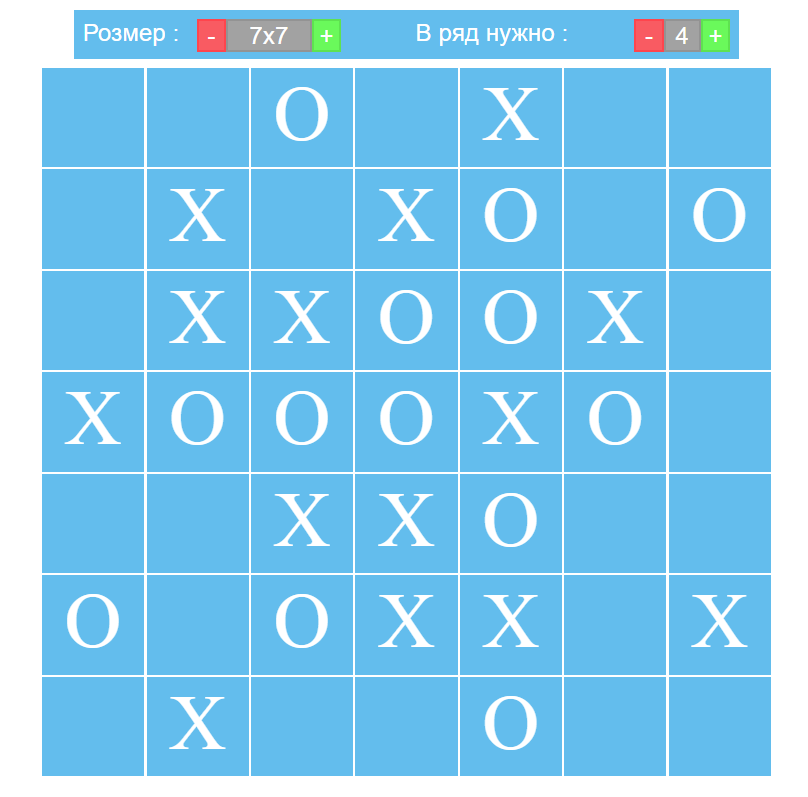 Розмер : - 7x7 + В ряд нужно : - 4 +
O X
X X O O
X X O O X
X O O O X O
X X O
O O X X X
X O